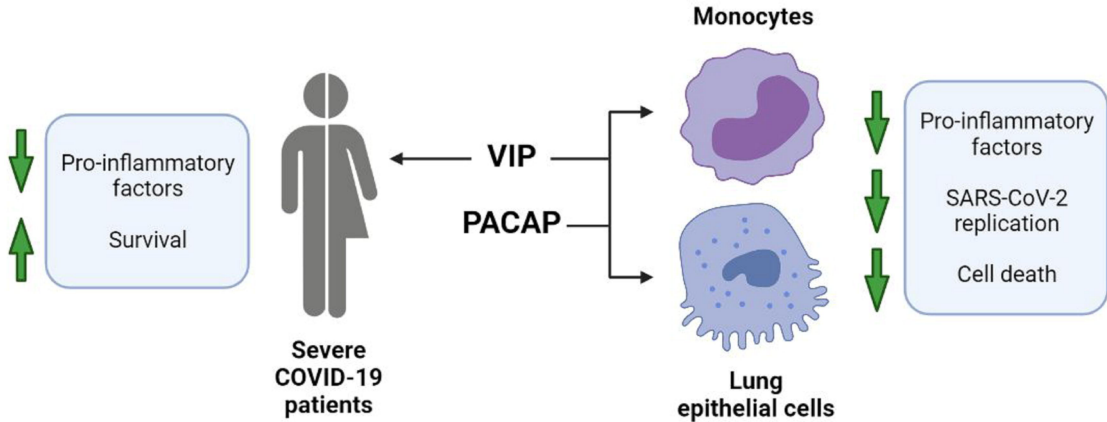 Monocytes
Pro-inflammatory
factors
Survival
Severe
COVID-19
patients
VIP
PACAP
Lung
epithelial cells
Pro-inflammatory
factors
SARS-CoV-2
replication
Cell death